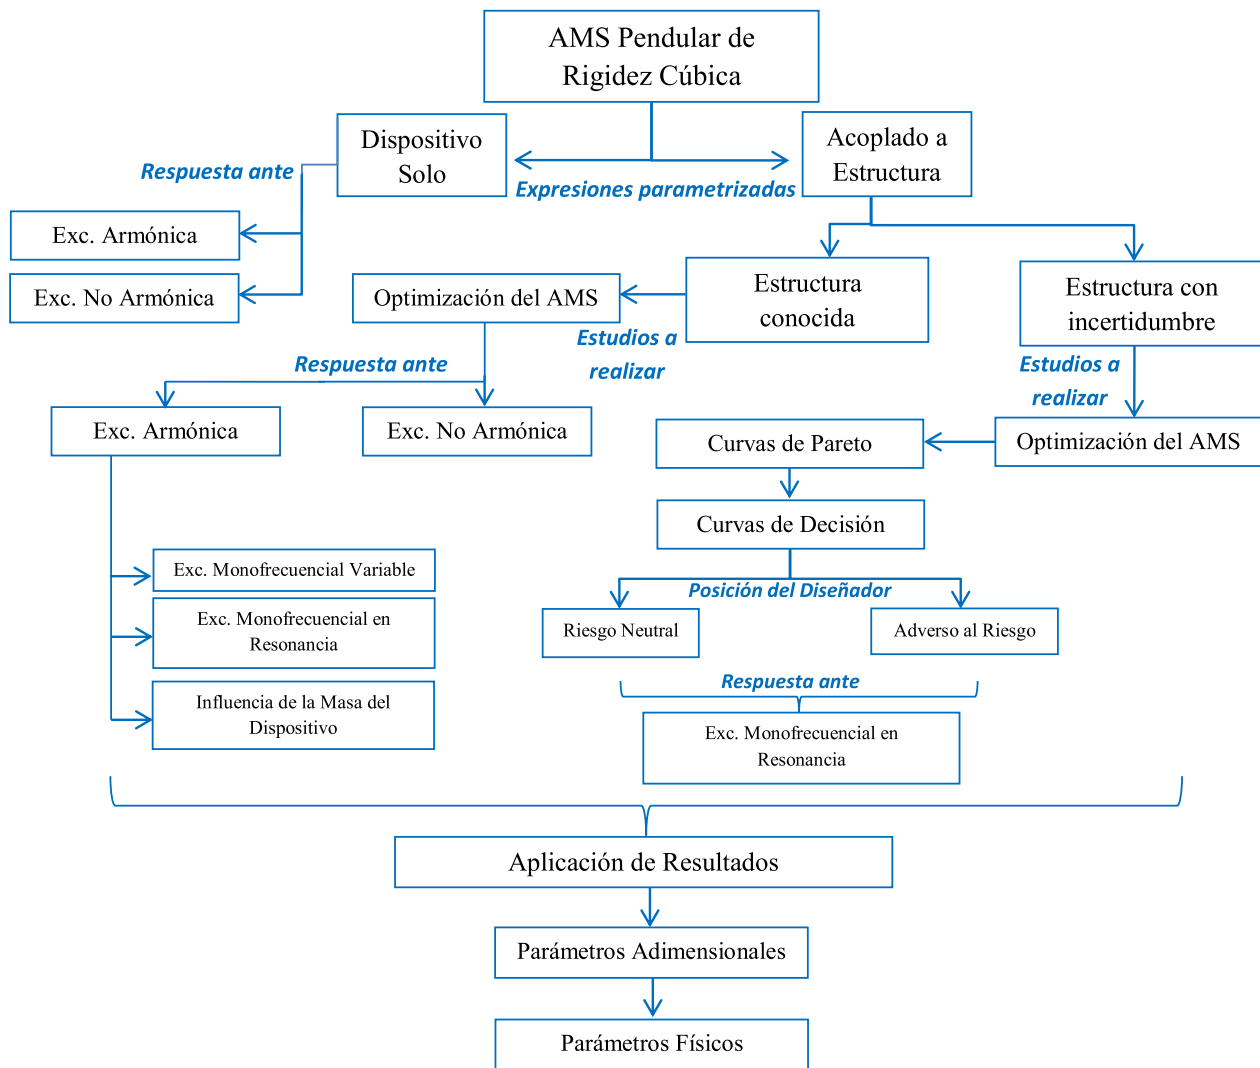 AMS Pendular de
Rigidez Cúbica
Dispositivo
Solo
Acoplado a
Estructura
Respuesta ante
Expresiones parametrizadas
Exc. Armónica
Exc. No Armónica
Optimización del AMS
Estructura
conocida
Estructura con
incertidumbre
Estudios a
realizar
Estudios a
realizar
Respuesta ante
Exc. Armónica
Exc. No Armónica
Curvas de Pareto
Optimización del AMS
Curvas de Decisión
Posición del Diseñador
Exc. Monofrecuencial Variable
Exc. Monofrecuencial en
Resonancia
Influencia de la Masa del
Dispositivo
Riesgo Neutral
Adverso al Riesgo
Respuesta ante
Exc. Monofrecuencial en
Resonancia
Aplicación de Resultados
Parámetros Adimensionales
Parámetros Físicos